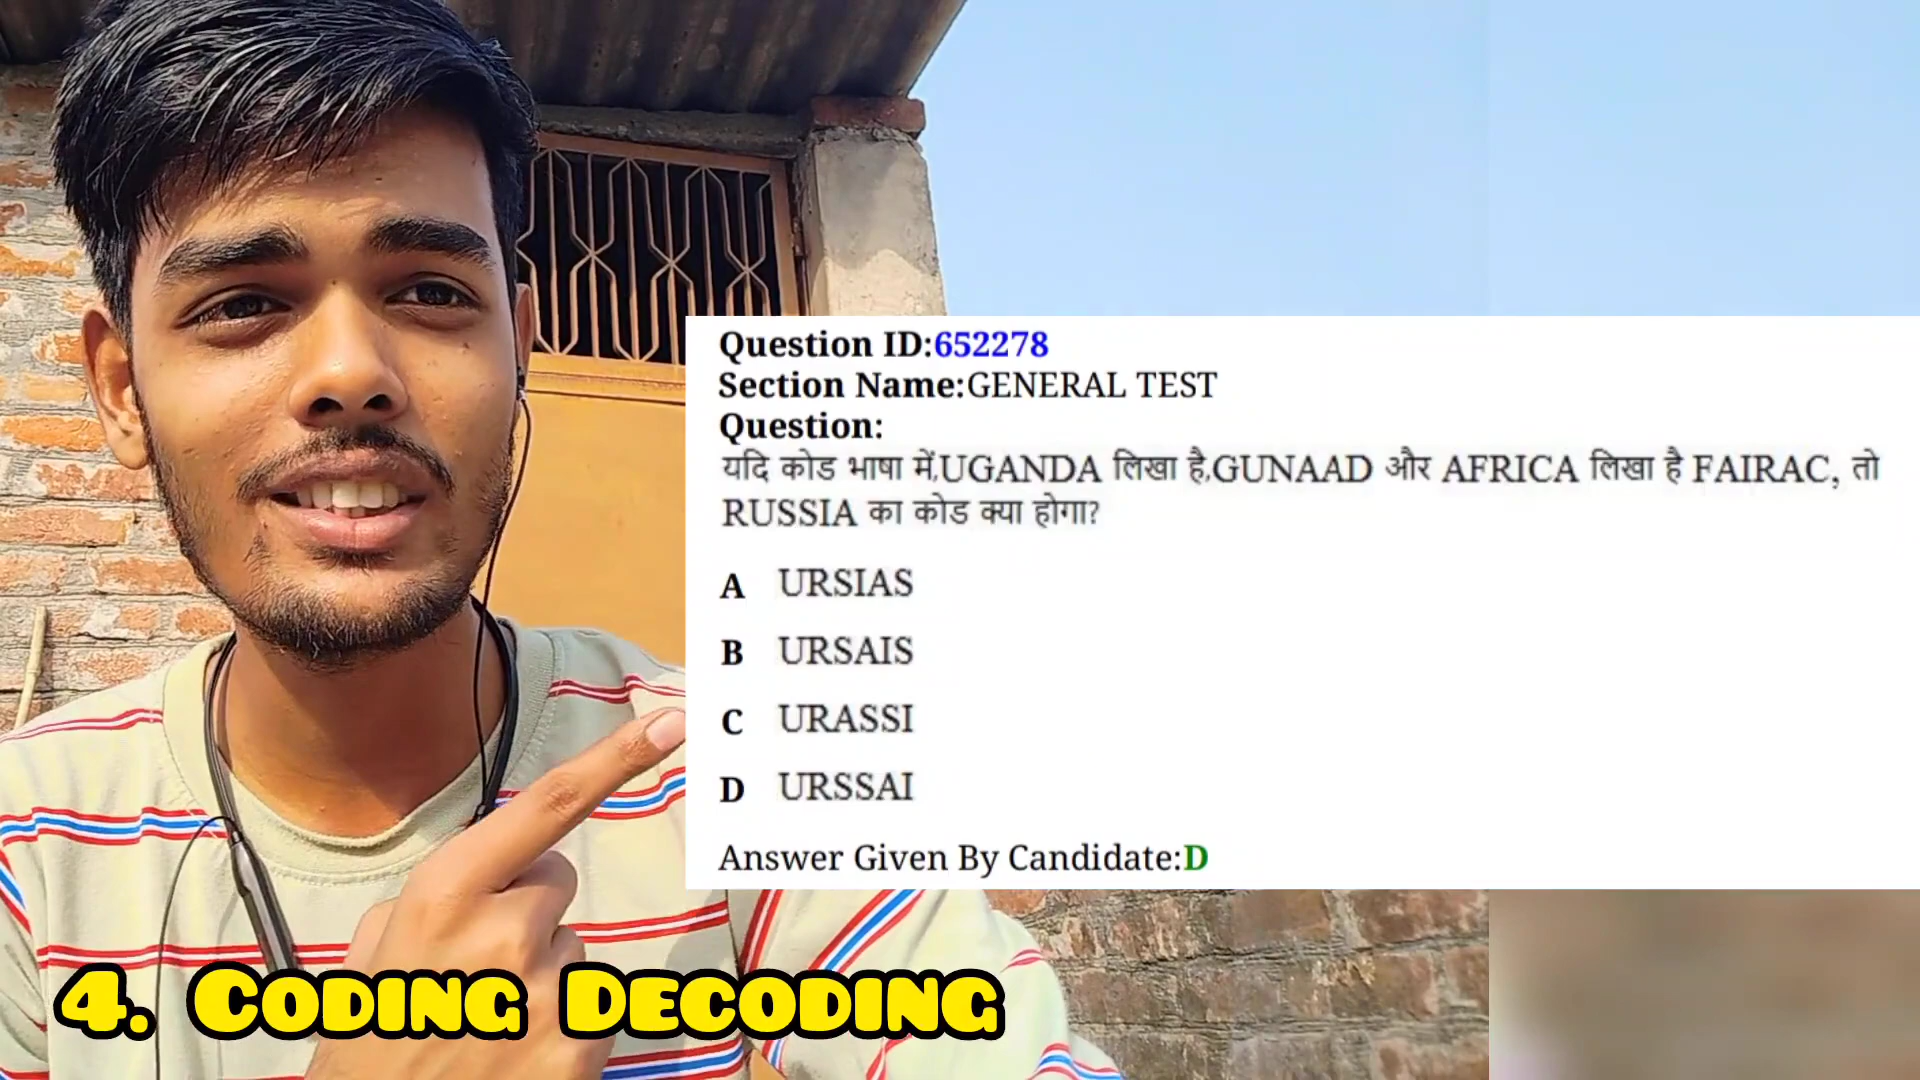 Question ID:652278
Section Name:GENERAL TEST
Question:
यदि कोड भाषा में,UGANDA लिखा है,GUNAAD और AFRICA लिखा है FAIRAC, तो
RUSSIA का कोड क्या होगा?
A URSIAS
B URSAIS
C URASSI
D URSSAI
Answer Given By Candidate:D
4. CODING DECODING